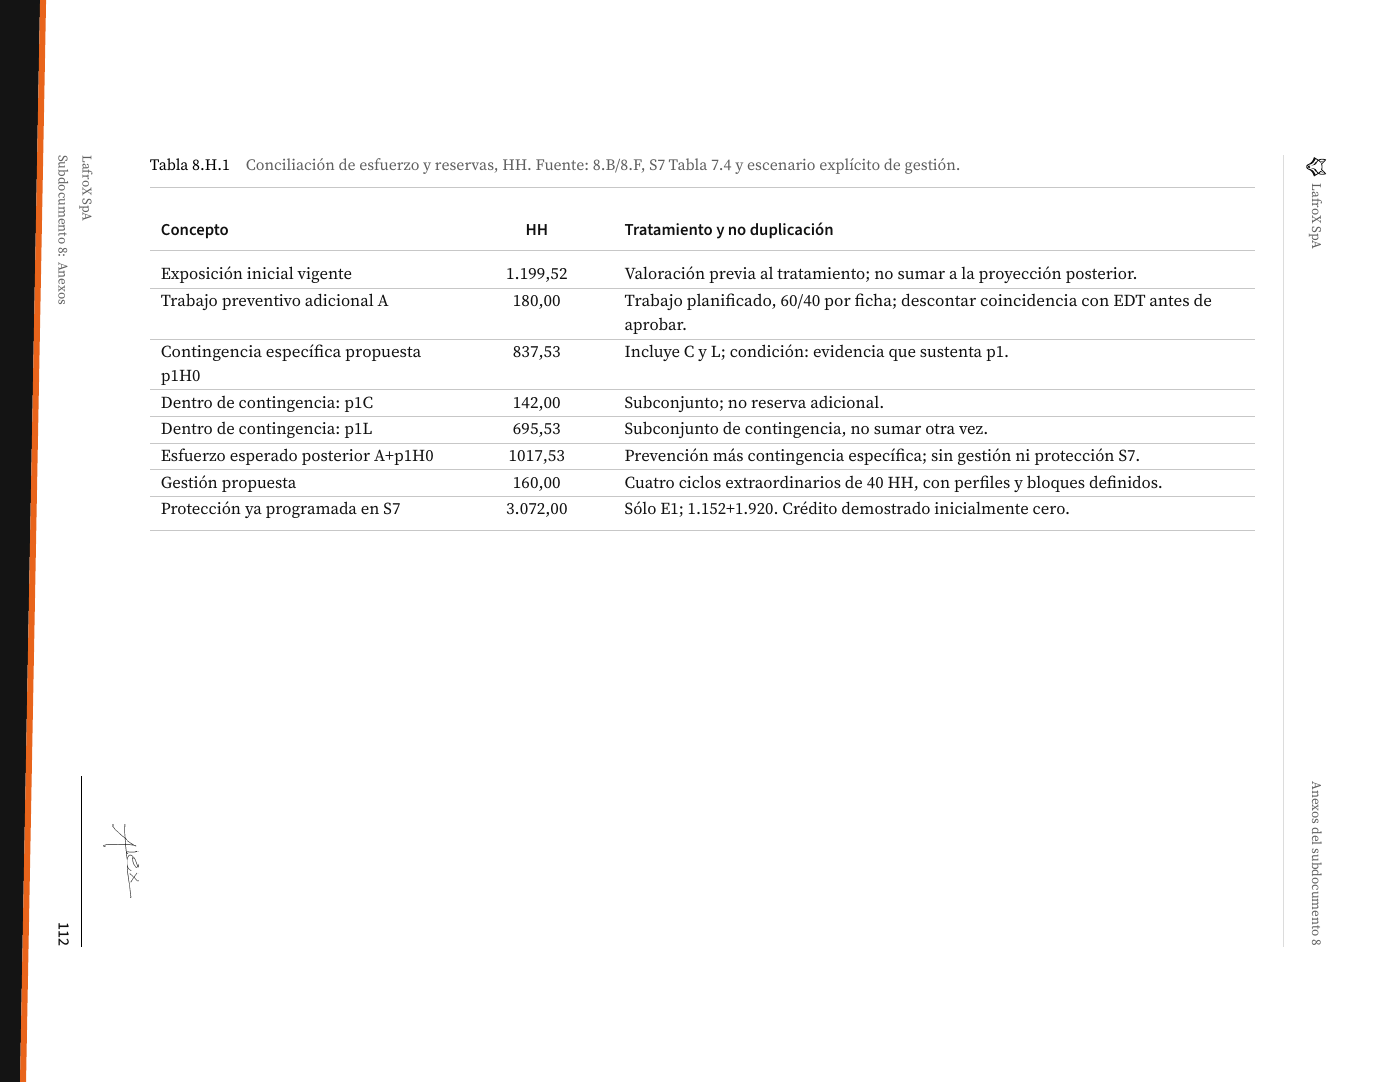 LafroX SpA
Subdocumento 8: Anexos
Tabla 8.H.1 Conciliación de esfuerzo y reservas, HH. Fuente: 8.B/8.F, S7 Tabla 7.4 y escenario explícito de gestión.
Concepto HH Tratamiento y no duplicación
Exposición inicial vigente 1.199,52 Valoración previa al tratamiento; no sumar a la proyección posterior.
Trabajo preventivo adicional A 180,00 Trabajo planificado, 60/40 por ficha; descontar coincidencia con EDT antes de
aprobar.
Contingencia específica propuesta 837,53 Incluye C y L; condición: evidencia que sustenta p1.
p1H0
Dentro de contingencia: p1C 142,00 Subconjunto; no reserva adicional.
Dentro de contingencia: p1L 695,53 Subconjunto de contingencia, no sumar otra vez.
Esfuerzo esperado posterior A+p1H0 1017,53 Prevención más contingencia específica; sin gestión ni protección S7.
Gestión propuesta 160,00 Cuatro ciclos extraordinarios de 40 HH, con perfiles y bloques definidos.
Protección ya programada en S7 3.072,00 Sólo E1; 1.152+1.920. Crédito demostrado inicialmente cero.
LafroX SpA
Anexos del subdocumento 8
Aleix
112